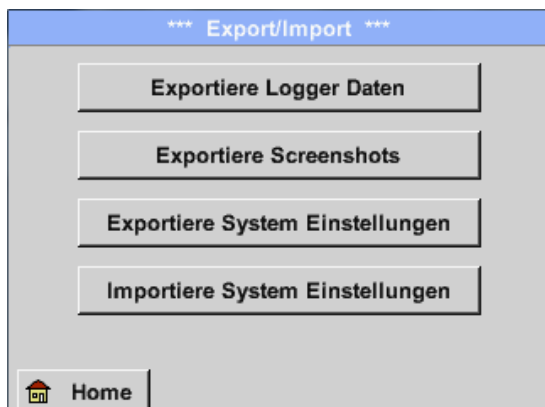 *** Export/Import ***
Exportiere Logger Daten
Exportiere Screenshots
Exportiere System Einstellungen
Importiere System Einstellungen
Home